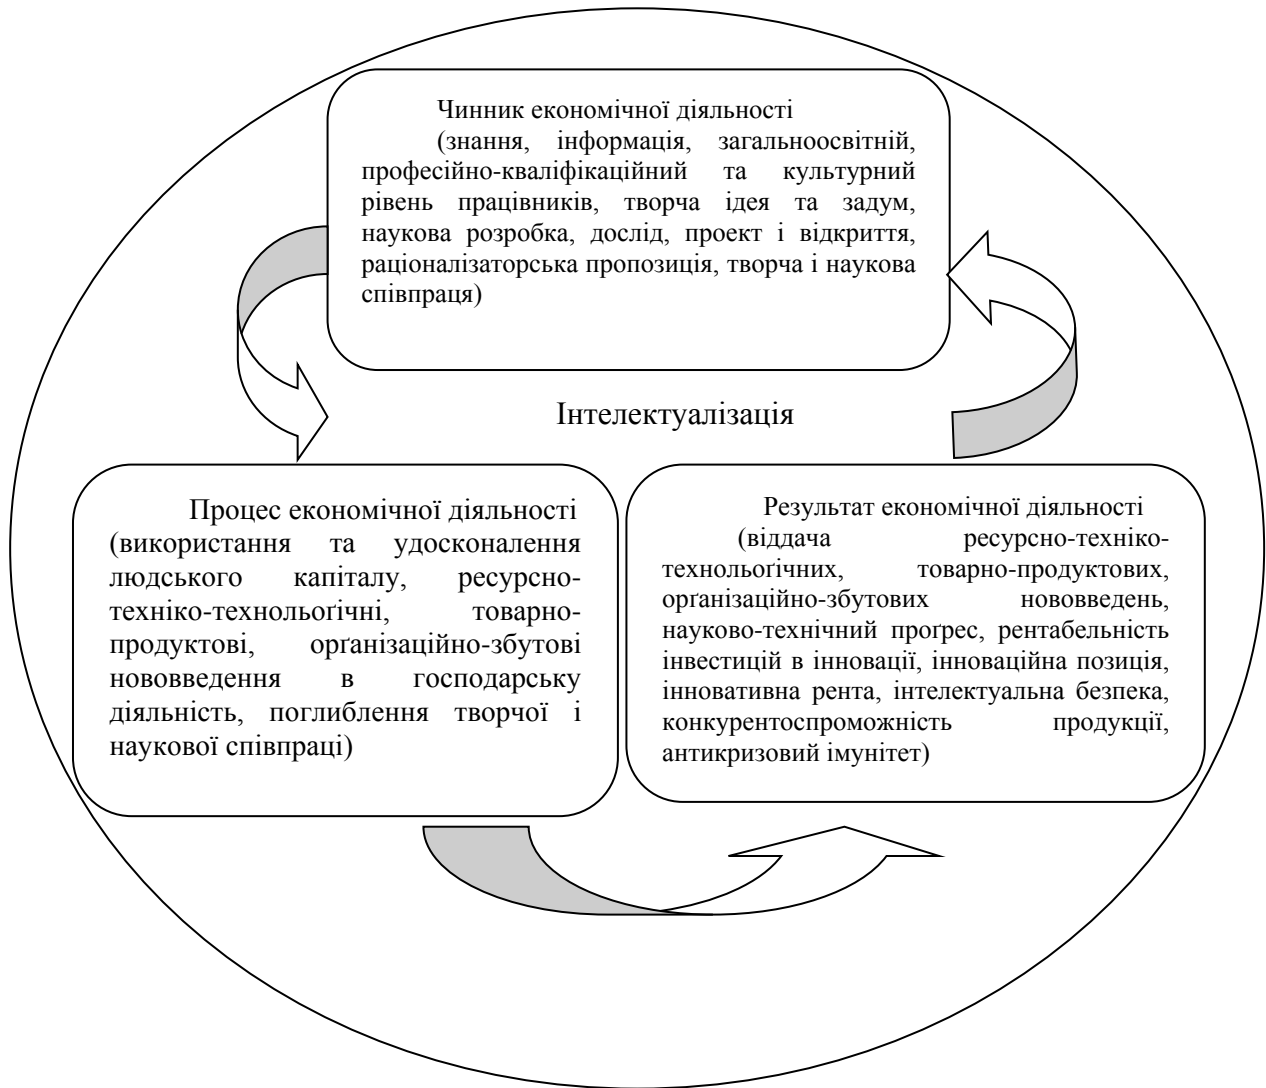 Чинник економічної діяльності
(знання, інформація, загальноосвітній,
професійно-кваліфікаційний та культурний
рівень працівників, творча ідея та задум,
наукова розробка, дослід, проект і відкриття,
раціоналізаторська пропозиція, творча і наукова
співпраця)
Інтелектуалізація
Процес економічної діяльності
(використання та удосконалення
людського капіталу, ресурсно-
техніко-технольоґічні, товарно-
продуктові, орґанізаційно-збутові
нововведення в господарську
діяльність, поглиблення творчої і
наукової співпраці)
Результат економічної діяльності
(віддача ресурсно-техніко-
технольоґічних, товарно-продуктових,
орґанізаційно-збутових нововведень,
науково-технічний проґрес, рентабельність
інвестицій в інновації, інноваційна позиція,
інновативна рента, інтелектуальна безпека,
конкурентоспроможність продукції,
антикризовий імунітет)